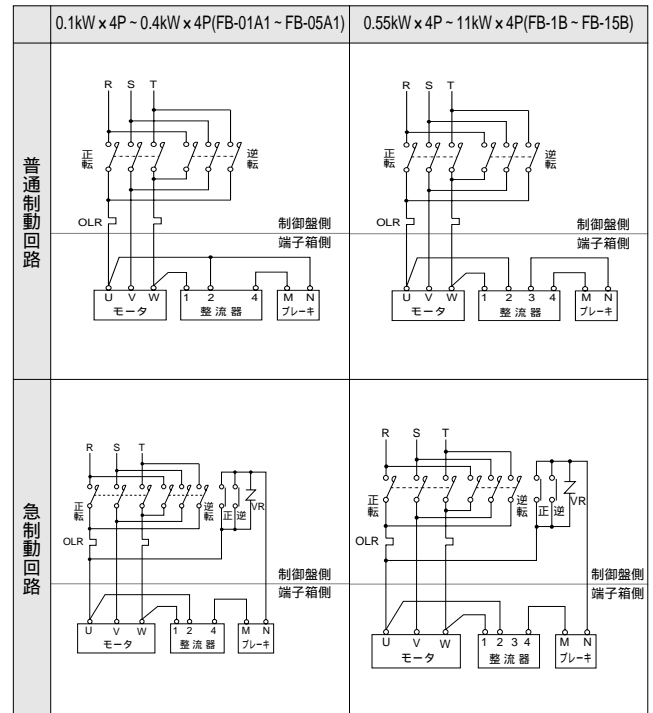 0.1kW x 4P ~ 0.4kW x 4P(FB-01A1 ~ FB-05A1)
0.55kW x 4P ~ 11kW x 4P(FB-1B ~ FB-15B)
普通制動回路
R S T
正転
逆転
OLR
制御盤側
端子箱側
U V W 1 2 4 M N
モータ 整流器 ブレーキ
R S T
正転
逆転
OLR
制御盤側
端子箱側
U V W 1 2 3 4 M N
モータ 整流器 ブレーキ
急制動回路
R S T
正転
逆転
正 逆 VR
OLR
制御盤側
端子箱側
U V W 1 2 4 M N
モータ 整流器 ブレーキ
R S T
正転
逆転
正 逆 VR
OLR
制御盤側
端子箱側
U V W 1 2 3 4 M N
モータ 整流器 ブレーキ